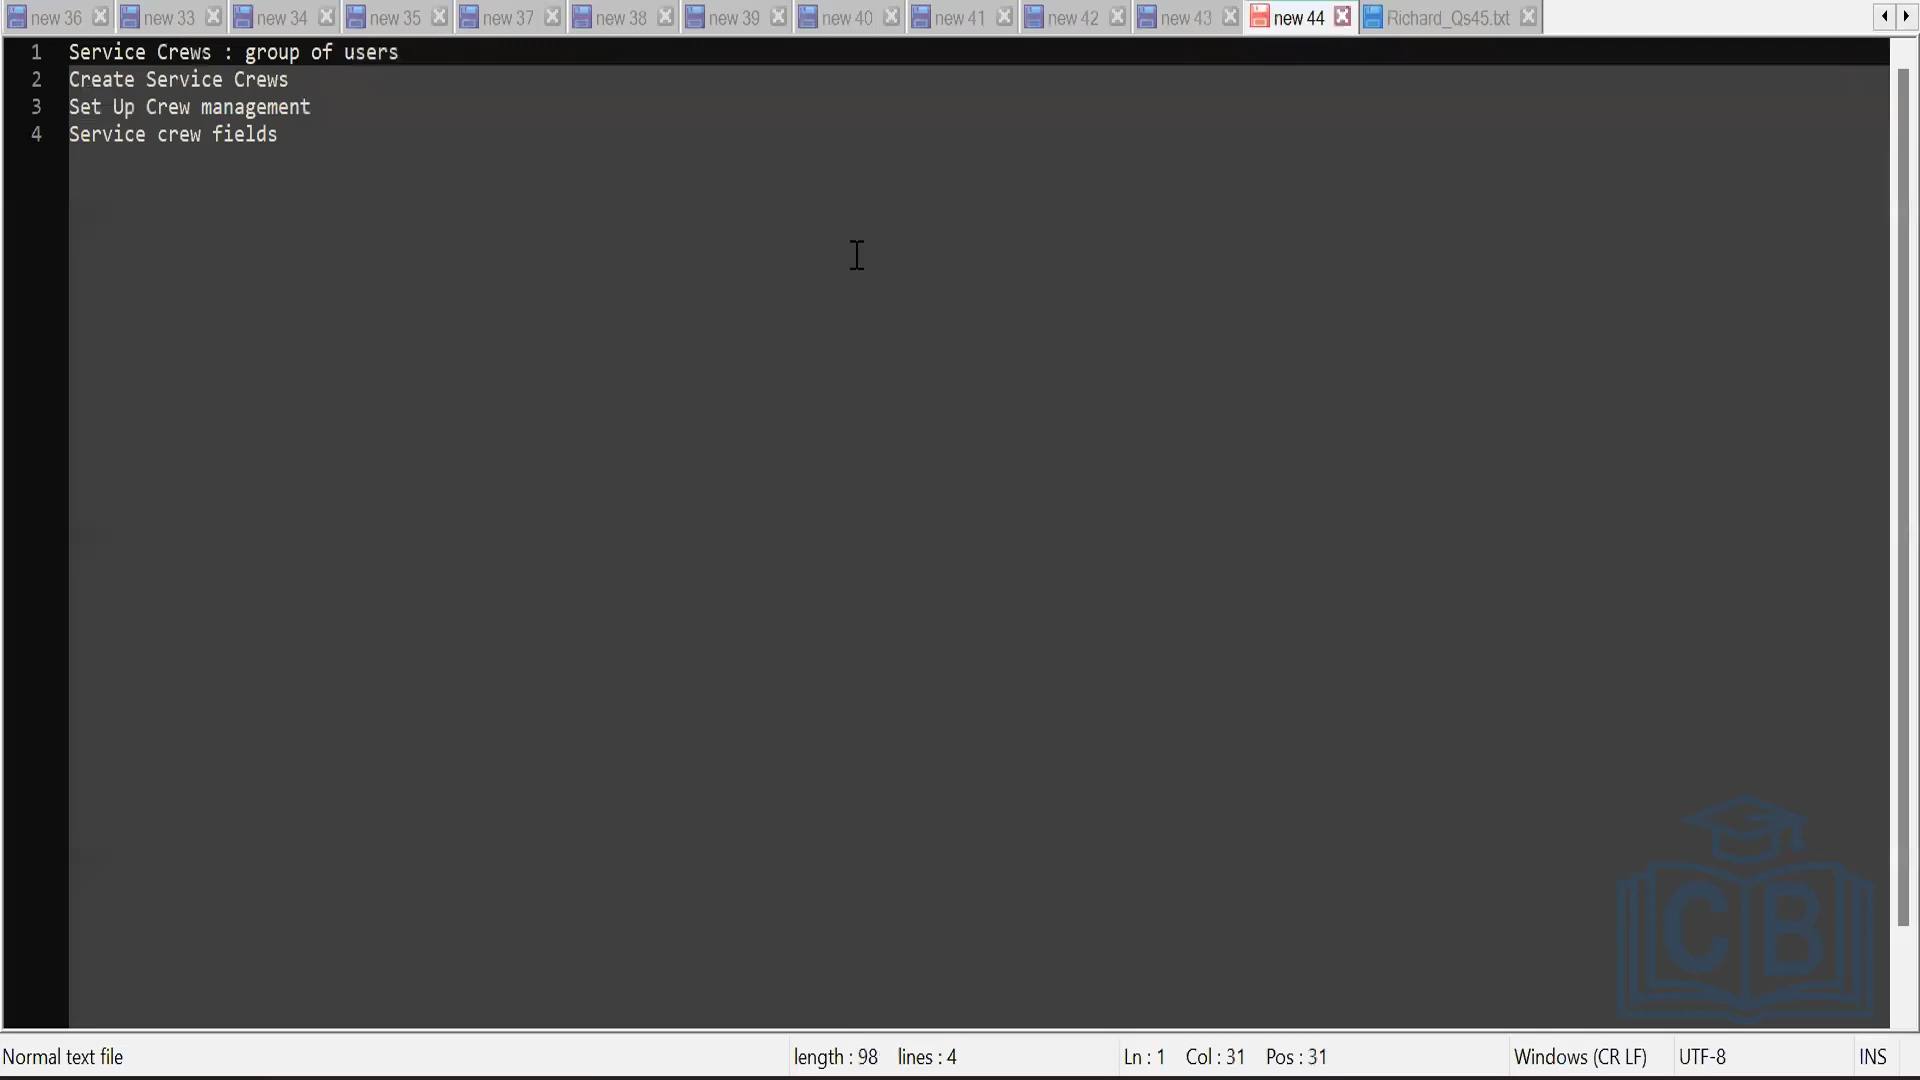 new 36 new 33 new 34 new 35 new 37 new 38 new 39 new 40 new 41 new 42 new 43 new 44 Richard_Qs45.txt
1 Service Crews : group of users
2 Create Service Crews
3 Set Up Crew management
4 Service crew fields
CB
Normal text file length : 98 lines : 4 Ln : 1 Col : 31 Pos : 31 Windows (CR LF) UTF-8 INS